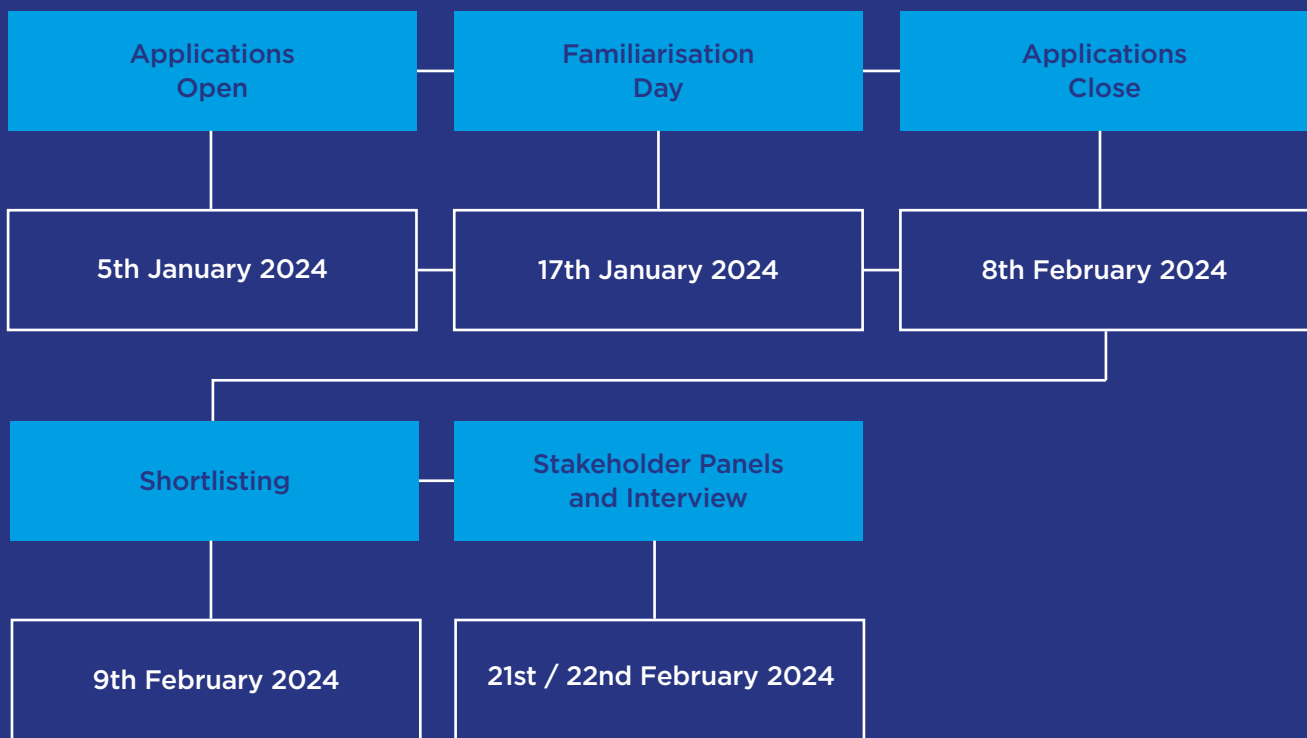 Applications
Open
Familiarisation
Day
Applications
Close
5th January 2024
17th January 2024
8th February 2024
Shortlisting
Stakeholder Panels
and Interview
9th February 2024
21st / 22nd February 2024